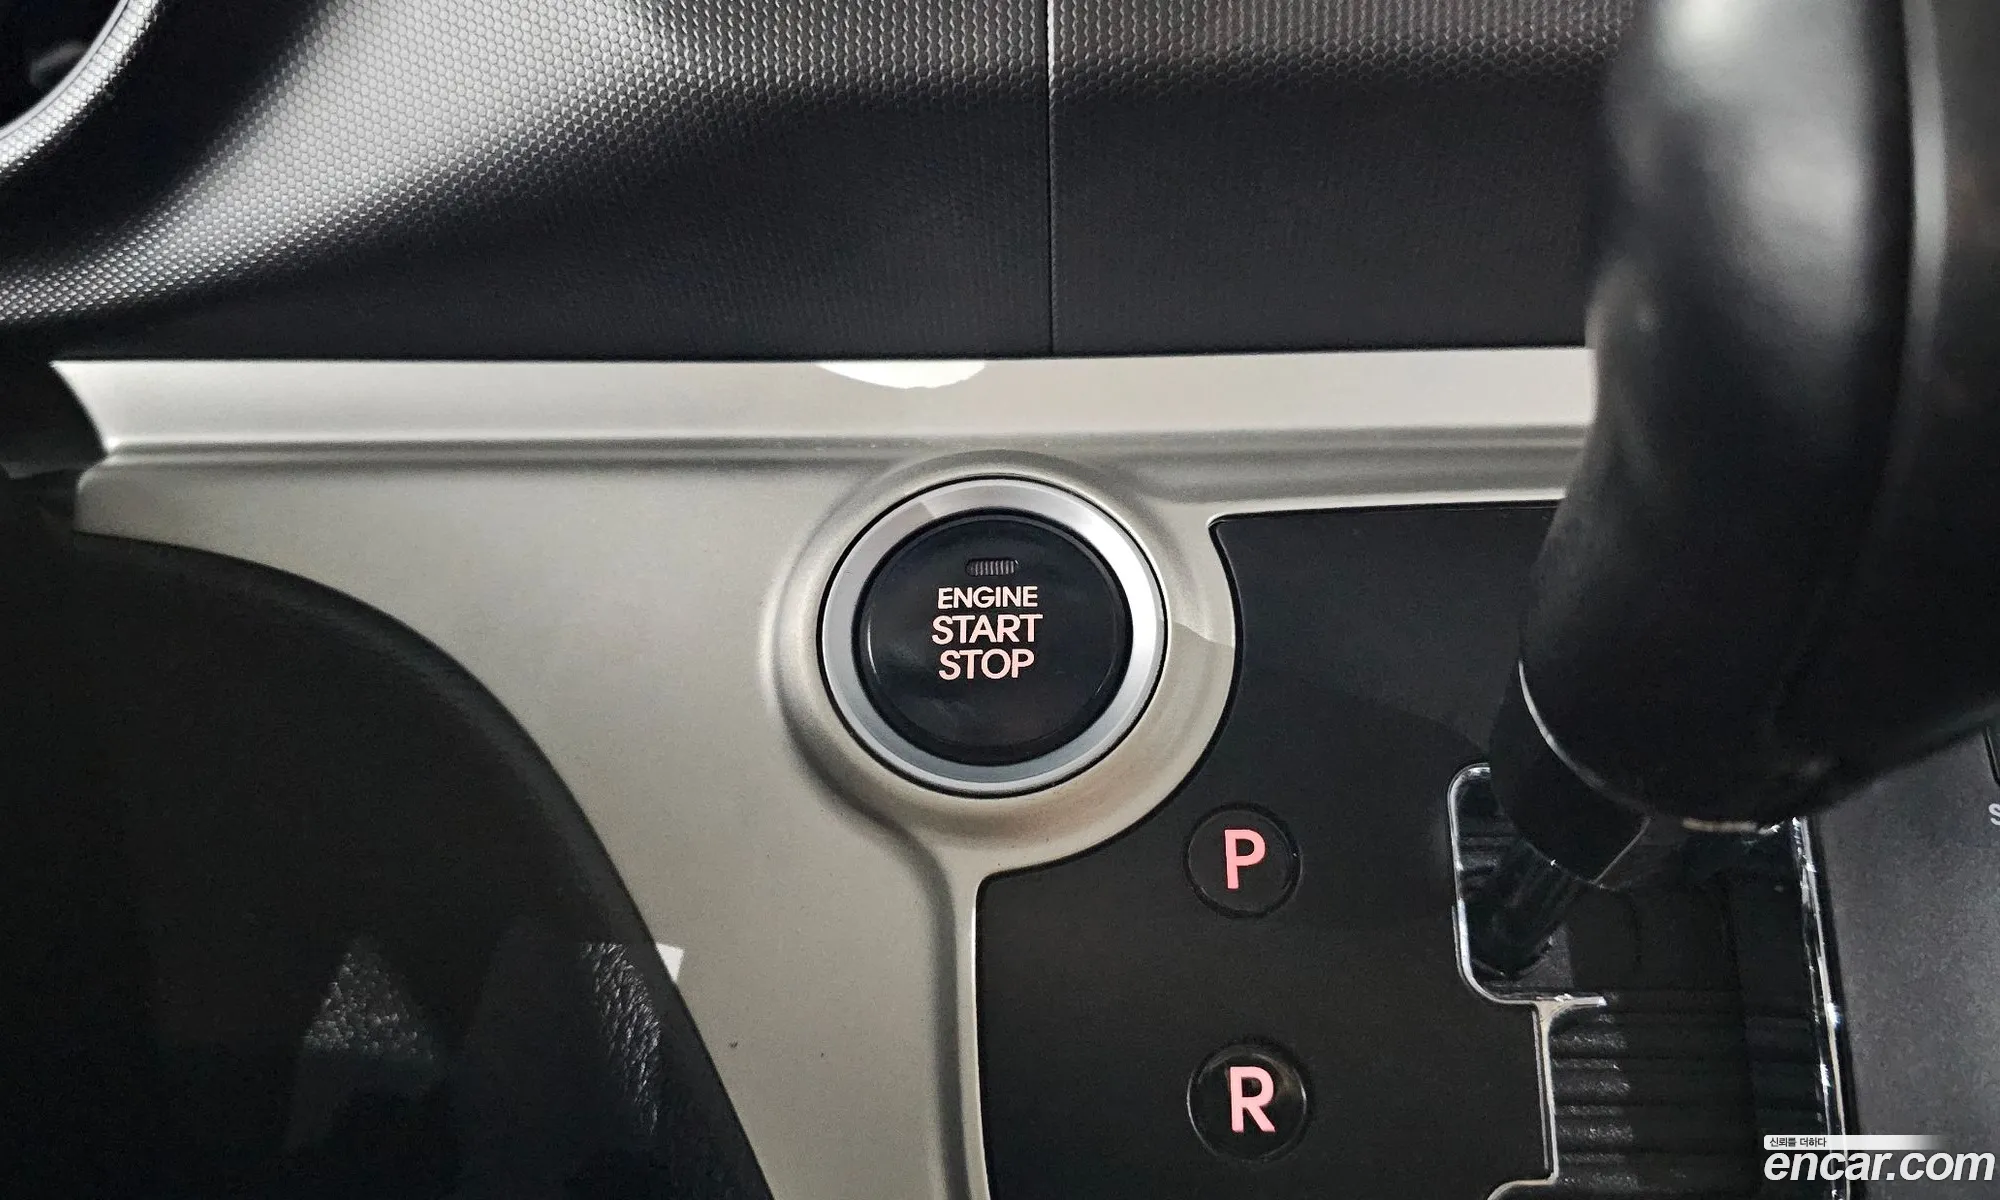 ENGINE
START
STOP
P
R
S
신뢰를 더하다
encar.com